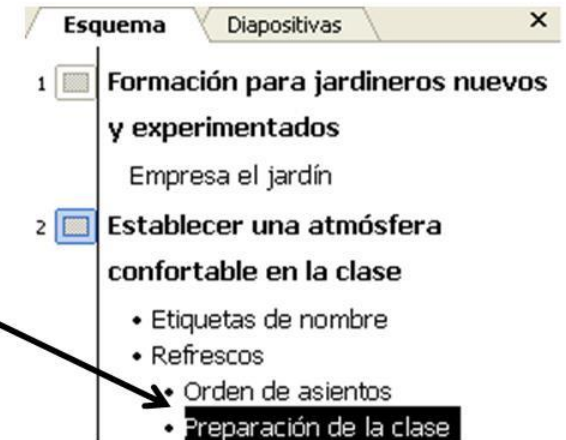 Esquema Diapositivas ×
1 Formación para jardineros nuevos
y experimentados
Empresa el jardín
2 Establecer una atmósfera
confortable en la clase
• Etiquetas de nombre
• Refrescos
• Orden de asientos
• Preparación de la clase